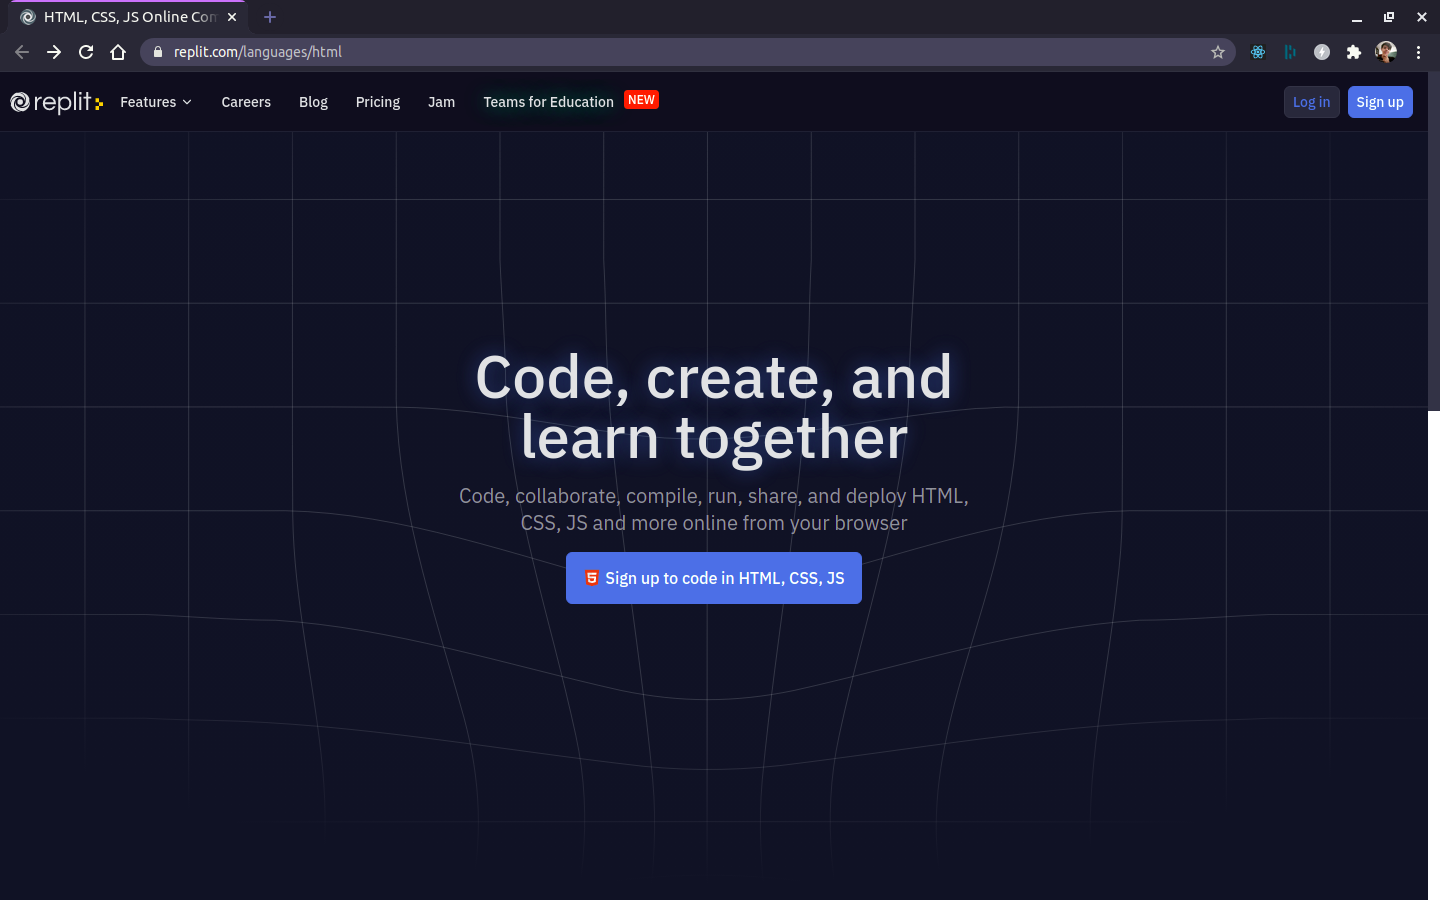 HTML, CSS, JS Online Con
replit.com/languages/html
replit
Features
Careers
Blog
Pricing
Jam
Teams for Education
NEW
Log in
Sign up
Code, create, and
learn together
Code, collaborate, compile, run, share, and deploy HTML,
CSS, JS and more online from your browser
Sign up to code in HTML, CSS, JS